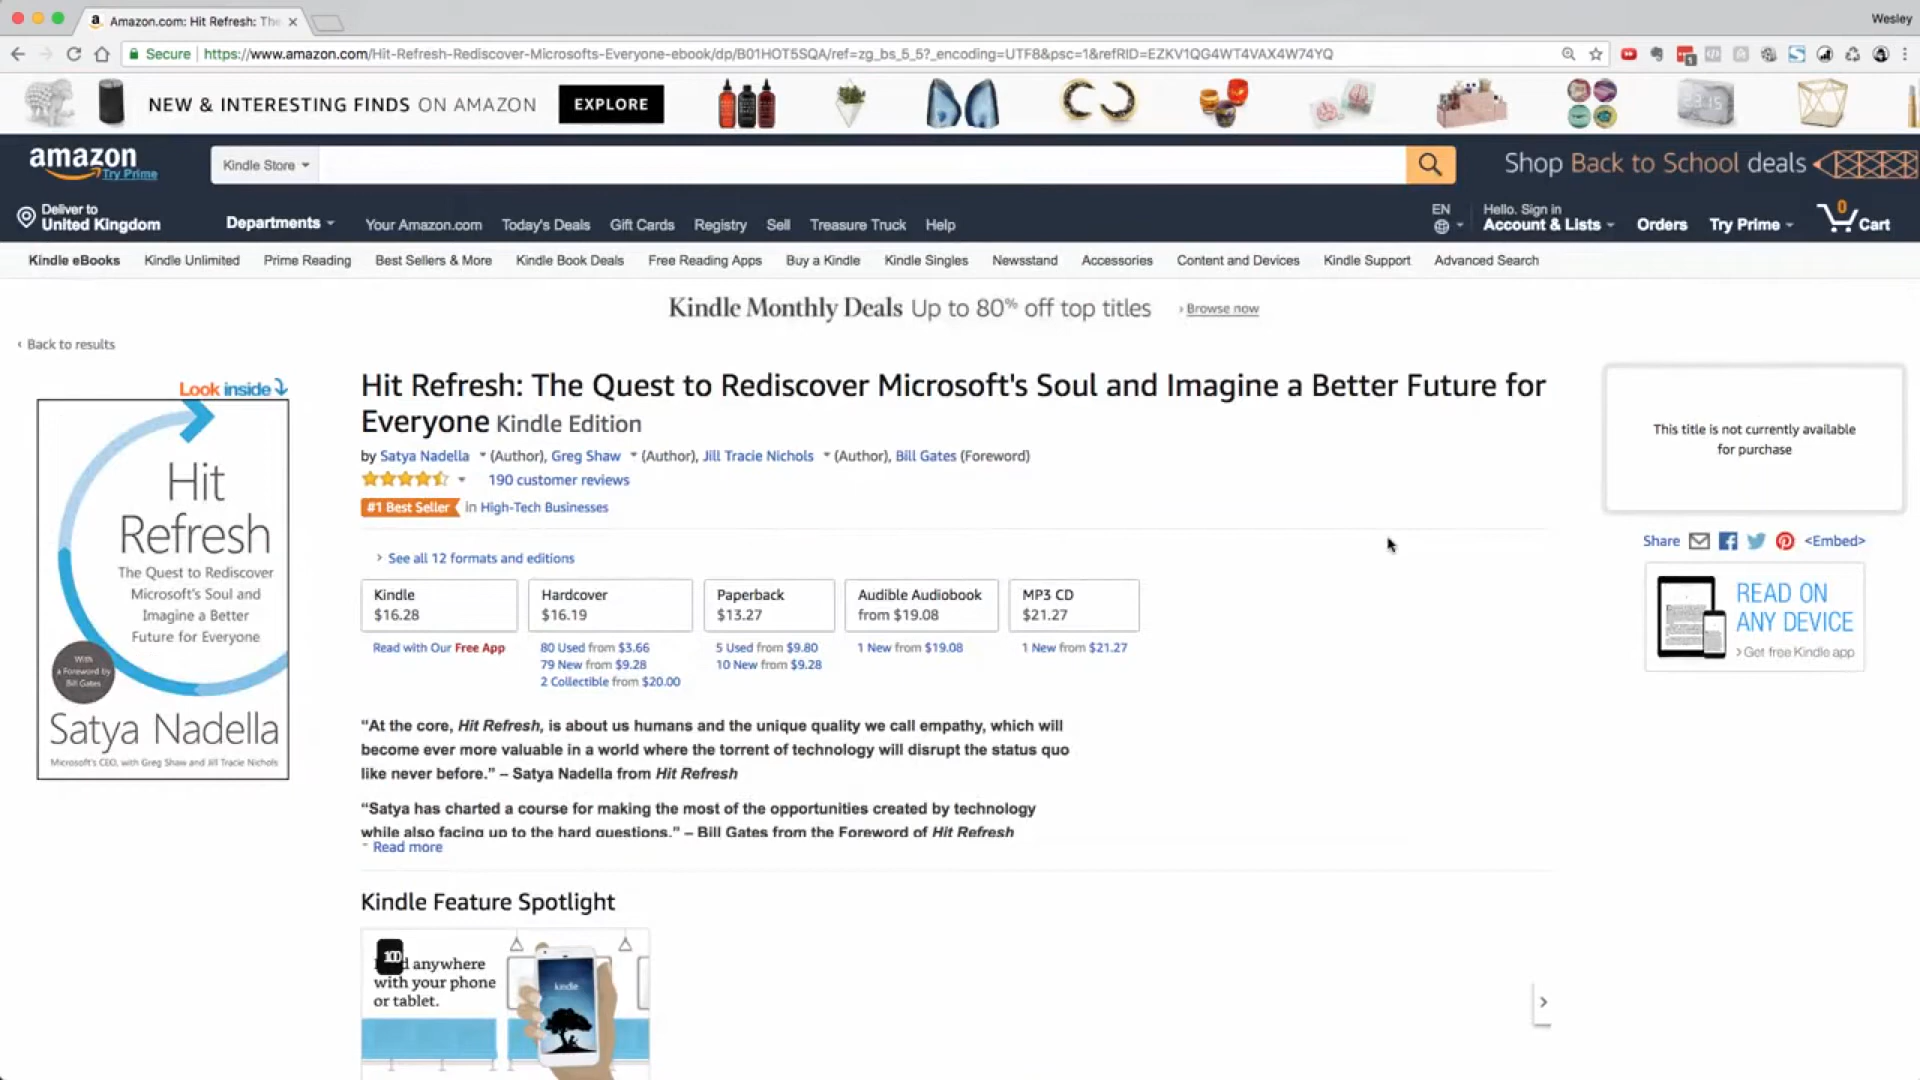 Wesley
Amazon.com: Hit Refresh: The
Secure https://www.amazon.com/Hit-Refresh-Rediscover-Microsofts-Everyone-ebook/dp/B01HOT5SQA/ref=zg_bs_5_5?_encoding=UTF8&psc=1&refRID=EZKV1QG4WT4VAX4W74YQ
NEW & INTERESTING FINDS ON AMAZON EXPLORE
amazon
Try Prime
Kindle Store
Shop Back to School deals
Deliver to
United Kingdom
Departments Your Amazon.com Today's Deals Gift Cards Registry Sell Treasure Truck Help
EN
Hello. Sign in
Account & Lists Orders Try Prime 0 Cart
Kindle eBooks Kindle Unlimited Prime Reading Best Sellers & More Kindle Book Deals Free Reading Apps Buy a Kindle Kindle Singles Newsstand Accessories Content and Devices Kindle Support Advanced Search
Kindle Monthly Deals Up to 80% off top titles › Browse now
‹ Back to results
Look inside
Hit
Refresh
The Quest to Rediscover
Microsoft's Soul and
Imagine a Better
Future for Everyone
With
a Foreword by
Bill Gates
Satya Nadella
Microsoft's CEO, with Greg Shaw and Jill Tracie Nichols
Hit Refresh: The Quest to Rediscover Microsoft's Soul and Imagine a Better Future for
Everyone Kindle Edition
by Satya Nadella (Author), Greg Shaw (Author), Jill Tracie Nichols (Author), Bill Gates (Foreword)
190 customer reviews
#1 Best Seller in High-Tech Businesses
› See all 12 formats and editions
Kindle
$16.28
Read with Our Free App
Hardcover
$16.19
80 Used from $3.66
79 New from $9.28
2 Collectible from $20.00
Paperback
$13.27
5 Used from $9.80
10 New from $9.28
Audible Audiobook
from $19.08
1 New from $19.08
MP3 CD
$21.27
1 New from $21.27
“At the core, Hit Refresh, is about us humans and the unique quality we call empathy, which will
become ever more valuable in a world where the torrent of technology will disrupt the status quo
like never before.” – Satya Nadella from Hit Refresh
“Satya has charted a course for making the most of the opportunities created by technology
while also facing up to the hard questions.” – Bill Gates from the Foreword of Hit Refresh
Read more
Kindle Feature Spotlight
100
anywhere
with your phone
or tablet.
kindle
This title is not currently available
for purchase
Share <Embed>
READ ON
ANY DEVICE
› Get free Kindle app